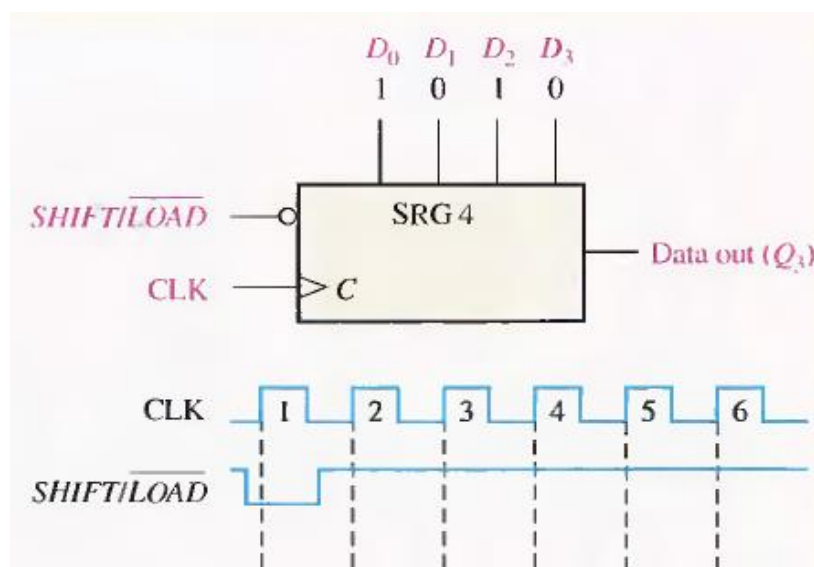 D₀ D₁ D₂ D₃
1 0 1 0
SHIFT/LOAD
SRG 4
Data out (Q₃)
CLK
C
CLK
1 2 3 4 5 6
SHIFT/LOAD